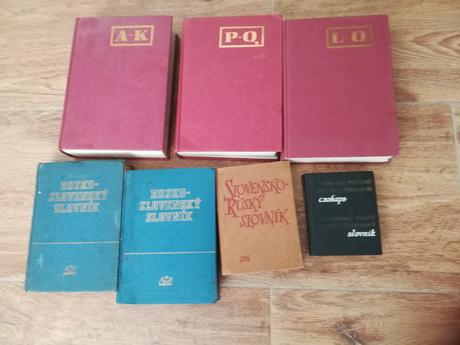 A-K
P-Q
L O
RUSKO-
SLOVENSKÝ
SLOVNÍK
RUSKO-
SLOVENSKÝ
SLOVNÍK
SLOVENSKO-
RUSKÝ
SLOVNÍK
словарь
slovník